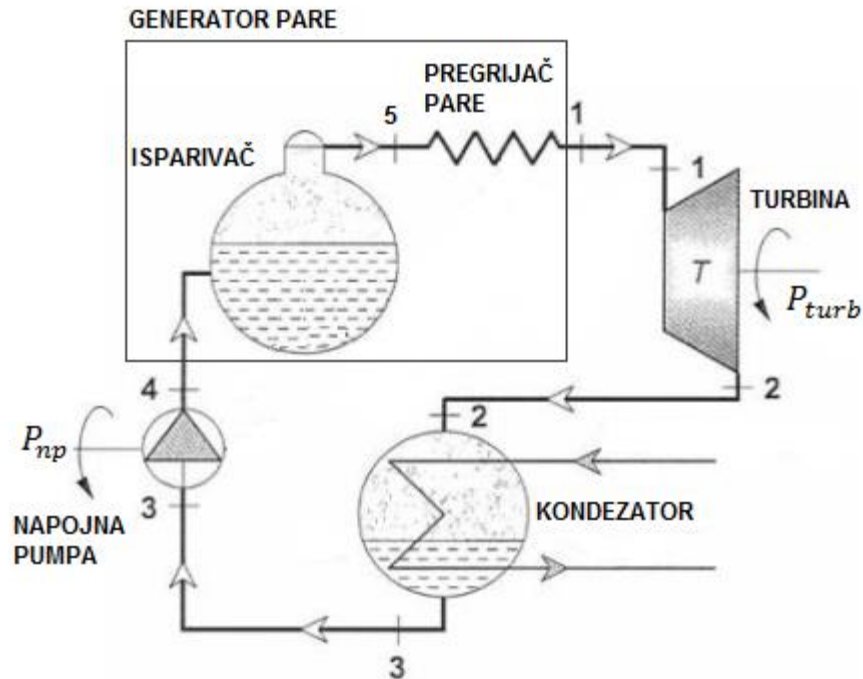 GENERATOR PARE
PREGRIJAČ
PARE
5
1
ISPARIVAČ
1
TURBINA
T
P_turb
2
4
2
P_np
3
KONDEZATOR
NAPOJNA
PUMPA
3